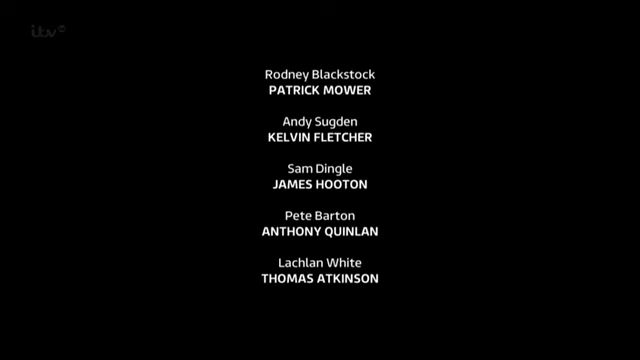 itv
Rodney Blackstock
PATRICK MOWER
Andy Sugden
KELVIN FLETCHER
Sam Dingle
JAMES HOOTON
Pete Barton
ANTHONY QUINLAN
Lachlan White
THOMAS ATKINSON